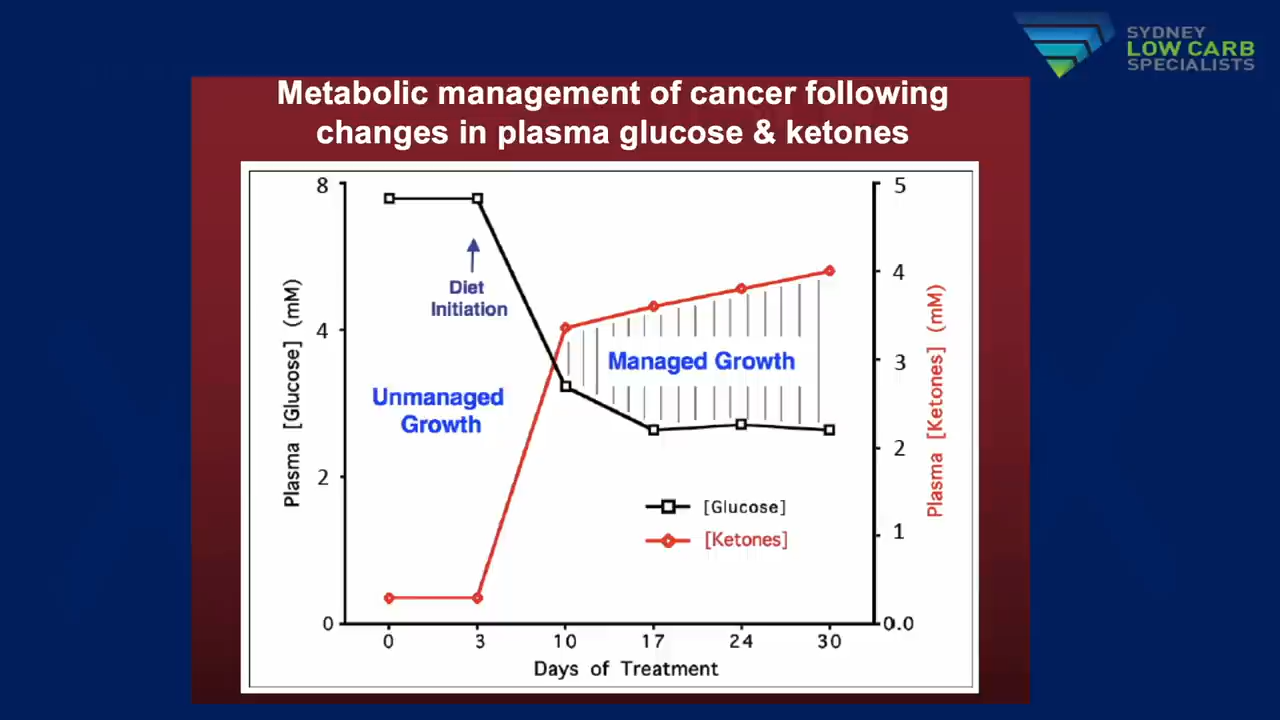 SYDNEY
LOW CARB
SPECIALISTS
Metabolic management of cancer following
changes in plasma glucose & ketones
8
4
2
0
Plasma [Glucose] (mM)
5
4
3
2
1
0.0
Plasma [Ketones] (mM)
Diet
Initiation
Unmanaged
Growth
Managed Growth
[Glucose]
[Ketones]
0 3 10 17 24 30
Days of Treatment